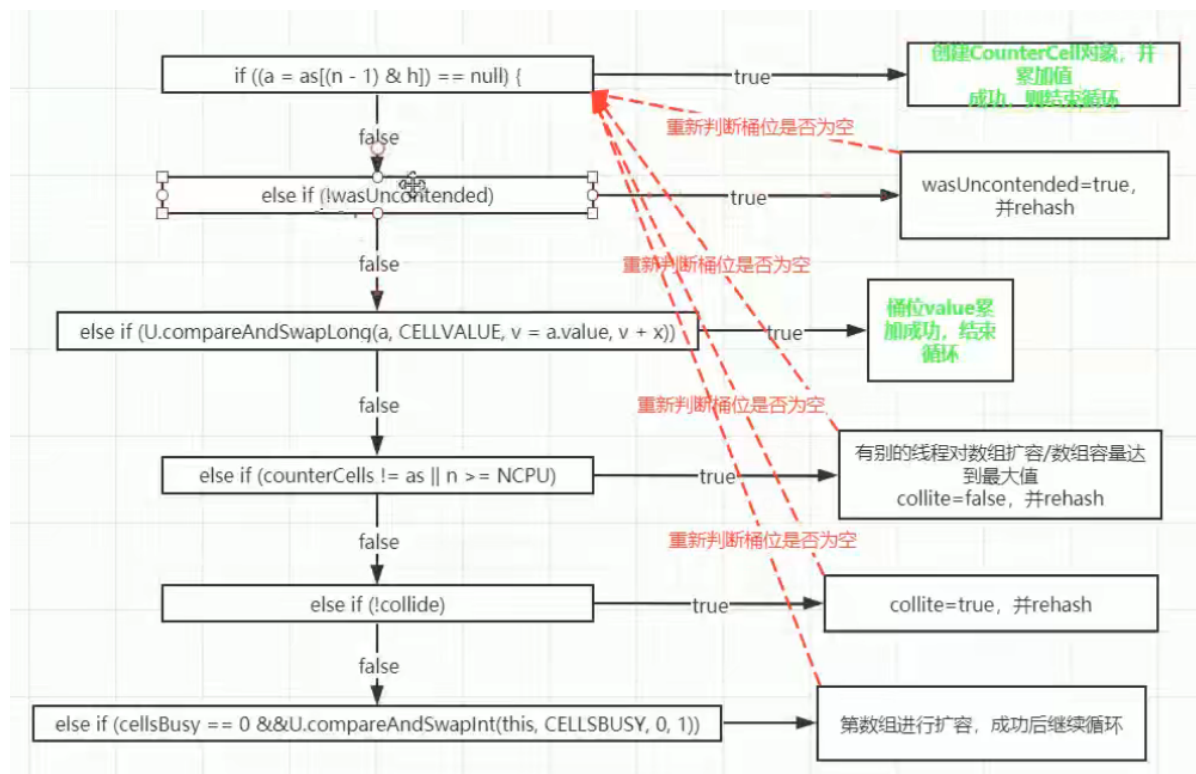 if ((a = as[(n - 1) & h]) == null) {
true
创建CounterCell对象，并
累加值
成功，则结束循环
重新判断桶位是否为空
false
else if (!wasUncontended)
true
wasUncontended=true,
并rehash
false
重新判断桶位是否为空
else if (U.compareAndSwapLong(a, CELLVALUE, v = a.value, v + x))
true
桶位value累
加成功，结束
循环
false
重新判断桶位是否为空
else if (counterCells != as || n >= NCPU)
true
有别的线程对数组扩容/数组容量达
到最大值
collite=false，并rehash
false
重新判断桶位是否为空
else if (!collide)
true
collite=true，并rehash
false
else if (cellsBusy == 0 &&U.compareAndSwapInt(this, CELLSBUSY, 0, 1))
第数组进行扩容，成功后继续循环